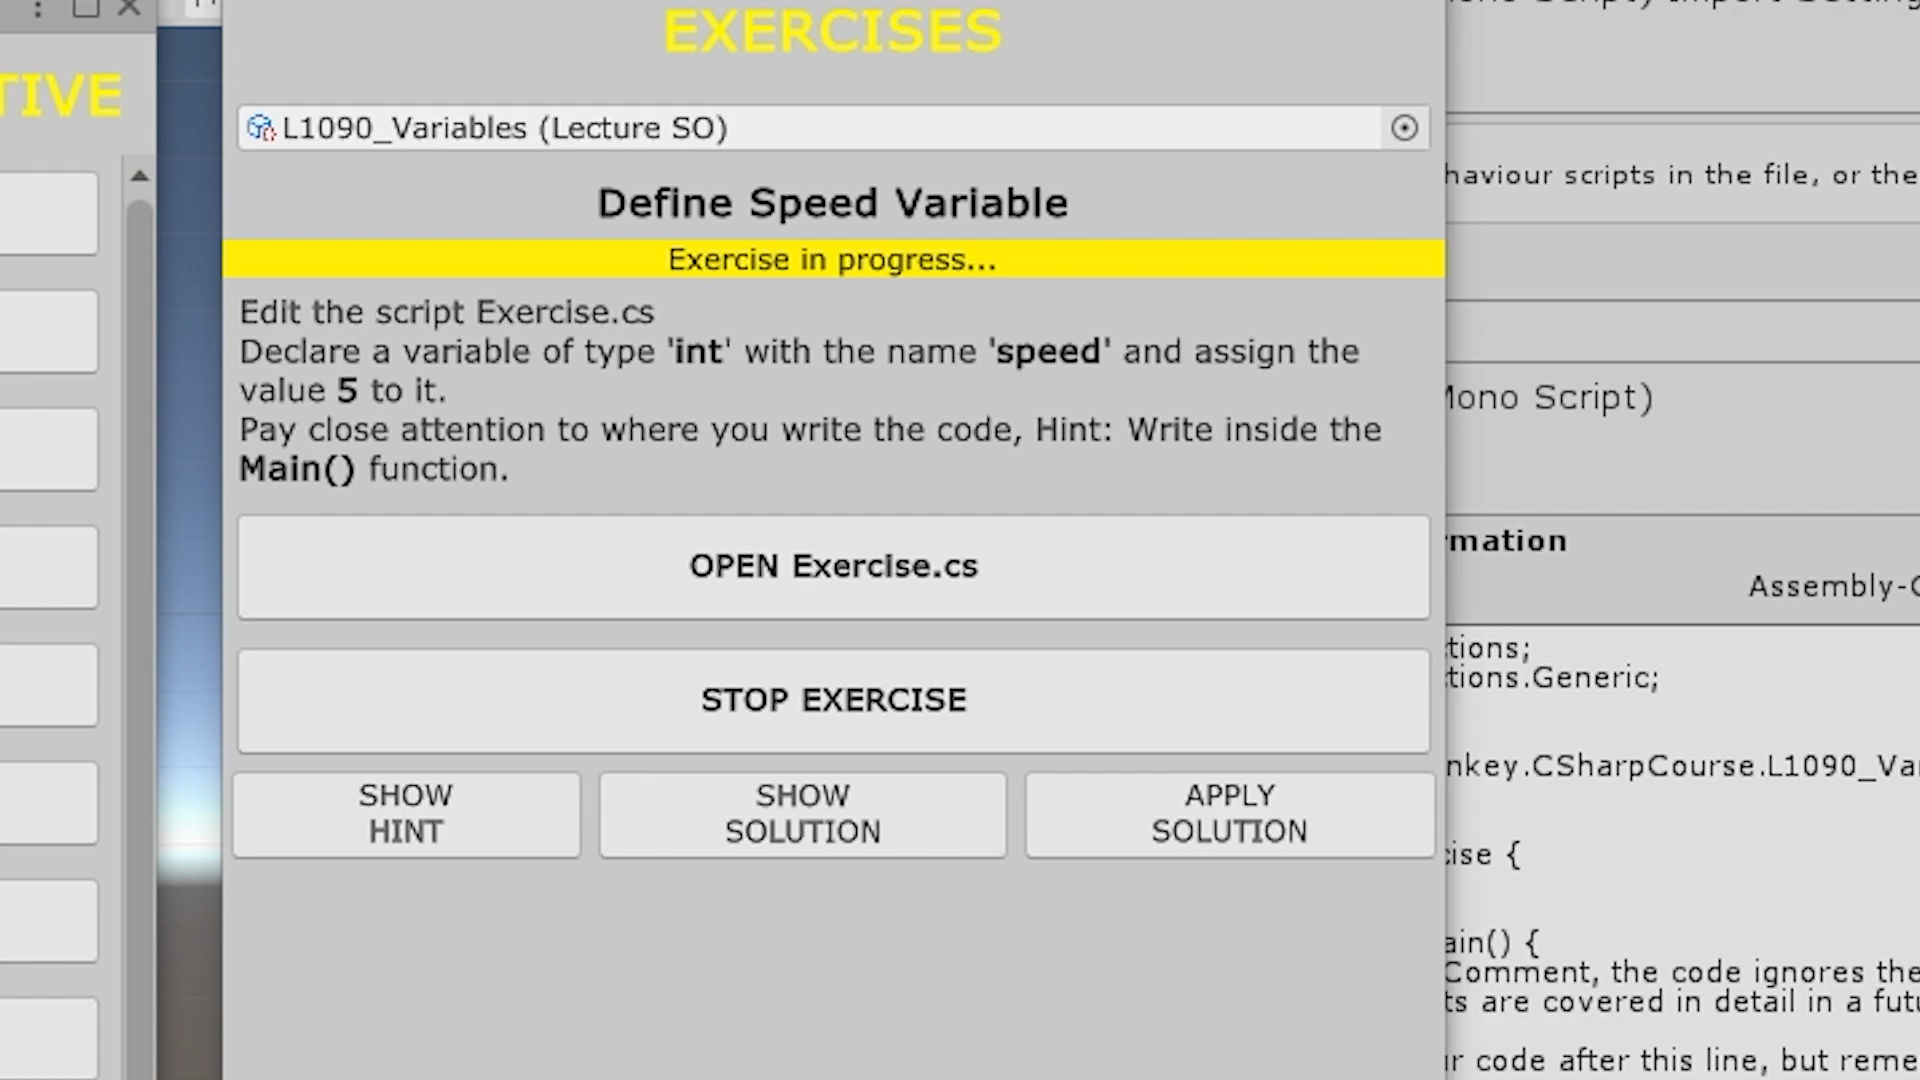 EXERCISES
TIVE
L1090_Variables (Lecture SO)
Define Speed Variable
Exercise in progress...
Edit the script Exercise.cs
Declare a variable of type 'int' with the name 'speed' and assign the
value 5 to it.
Pay close attention to where you write the code, Hint: Write inside the
Main() function.
OPEN Exercise.cs
STOP EXERCISE
SHOW
HINT
SHOW
SOLUTION
APPLY
SOLUTION
haviour scripts in the file, or the
Mono Script)
rmation
Assembly-C
tions;
tions.Generic;
nkey.CSharpCourse.L1090_Va
cise {
ain() {
Comment, the code ignores the
ts are covered in detail in a futu
ur code after this line, but reme